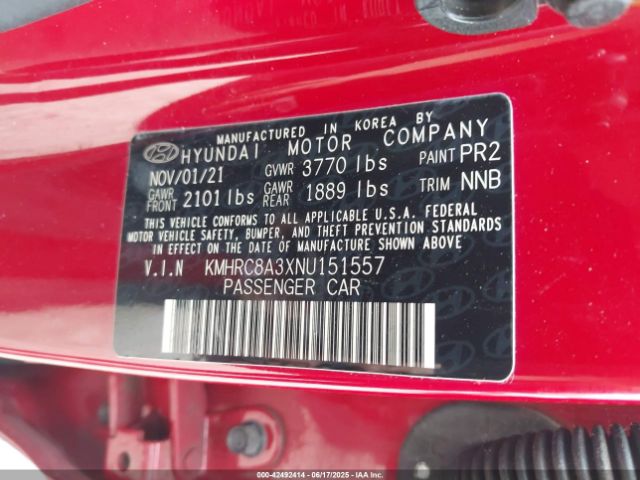 MANUFACTURED IN KOREA BY
HYUNDAI MOTOR COMPANY
NOV/01/21 GVWR 3770 lbs PAINT PR2
GAWR FRONT 2101 lbs GAWR REAR 1889 lbs TRIM NNB
THIS VEHICLE CONFORMS TO ALL APPLICABLE U.S.A. FEDERAL
MOTOR VEHICLE SAFETY, BUMPER, AND THEFT PREVENTION STANDARDS
IN EFFECT ON THE DATE OF MANUFACTURE SHOWN ABOVE
V.I.N KMHRC8A3XNU151557
PASSENGER CAR
000-42492414 - 06/17/2025 - COPYRIGHT © IAA, LLC